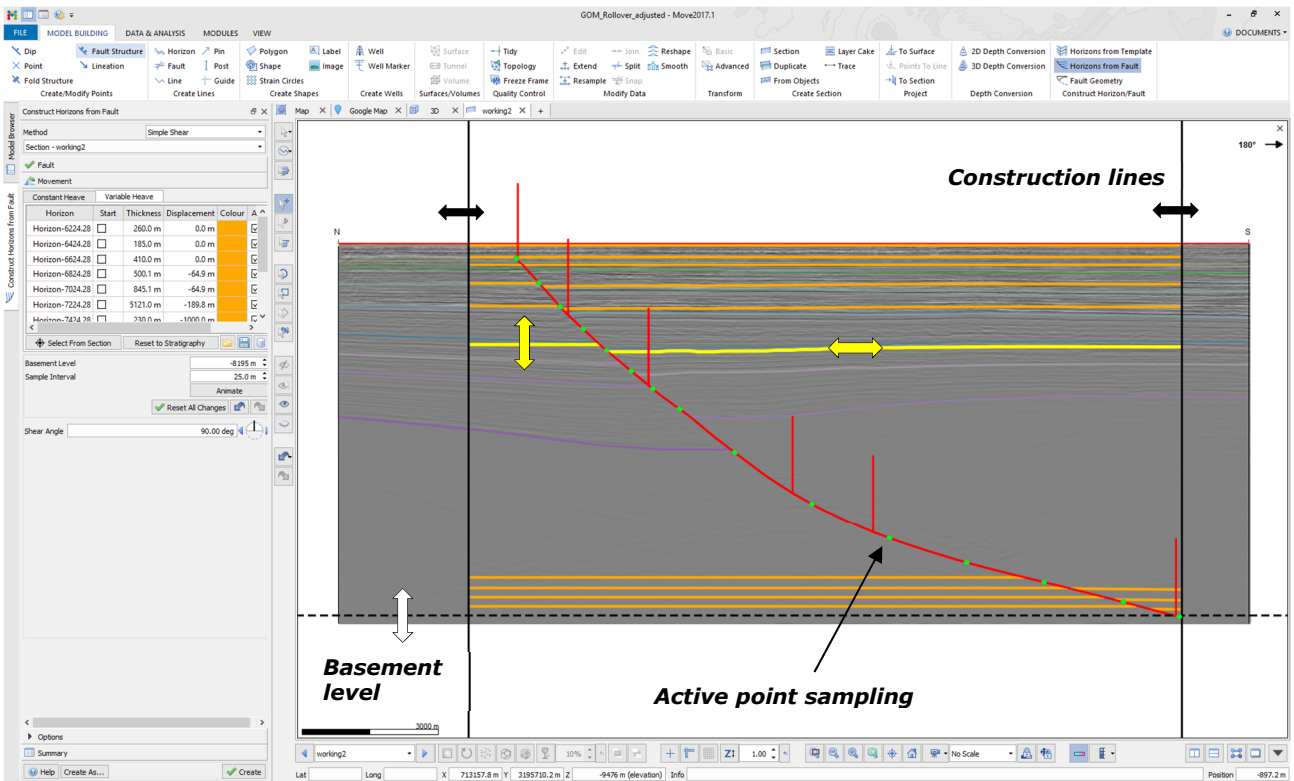 GOM_Rollover_adjusted - Move2017.1
FILE MODEL BUILDING DATA & ANALYSIS MODULES VIEW DOCUMENTS
Dip Fault Structure Horizon Pin Polygon Label Well Surface Tidy Edit Join Reshape Basic Section Layer Cake To Surface 2D Depth Conversion Horizons from Template
Point Lineation Fault Post Shape Image Well Marker Tunnel Topology Extend Split Smooth Advanced Duplicate Trace Points To Line 3D Depth Conversion Horizons from Fault
Fold Structure Line Guide Strain Circles Volume Freeze Frame Resample Snap From Objects To Section Fault Geometry
Create/Modify Points Create Lines Create Shapes Create Wells Surfaces/Volumes Quality Control Modify Data Transform Create Section Project Depth Conversion Construct Horizon/Fault
Model Browser
Construct Horizons from Fault
Construct Horizons from Fault
Map Google Map 3D working2 +
Method Simple Shear
Section - working2
Fault
Movement
Constant Heave Variable Heave
Horizon Start Thickness Displacement Colour A
Horizon-6224.28 260.0 m 0.0 m
Horizon-6424.28 185.0 m 0.0 m
Horizon-6624.28 410.0 m 0.0 m
Horizon-6824.28 500.1 m -64.9 m
Horizon-7024.28 845.1 m -64.9 m
Horizon-7224.28 5121.0 m -189.8 m
Horizon-7424.28 230.0 m -1000.0 m
Select From Section Reset to Stratigraphy
Basement Level -8195 m
Sample Interval 25.0 m
Animate
Reset All Changes
Shear Angle 90.00 deg
Options
Summary
Help Create As... Create
180°
Construction lines
N S
Basement
level
Active point sampling
3000 m
working2 10% Z: 1.00 No Scale
Lat Long X 713157.8 m Y 3195710.2 m Z -9476 m (elevation) Info Position -897.2 m